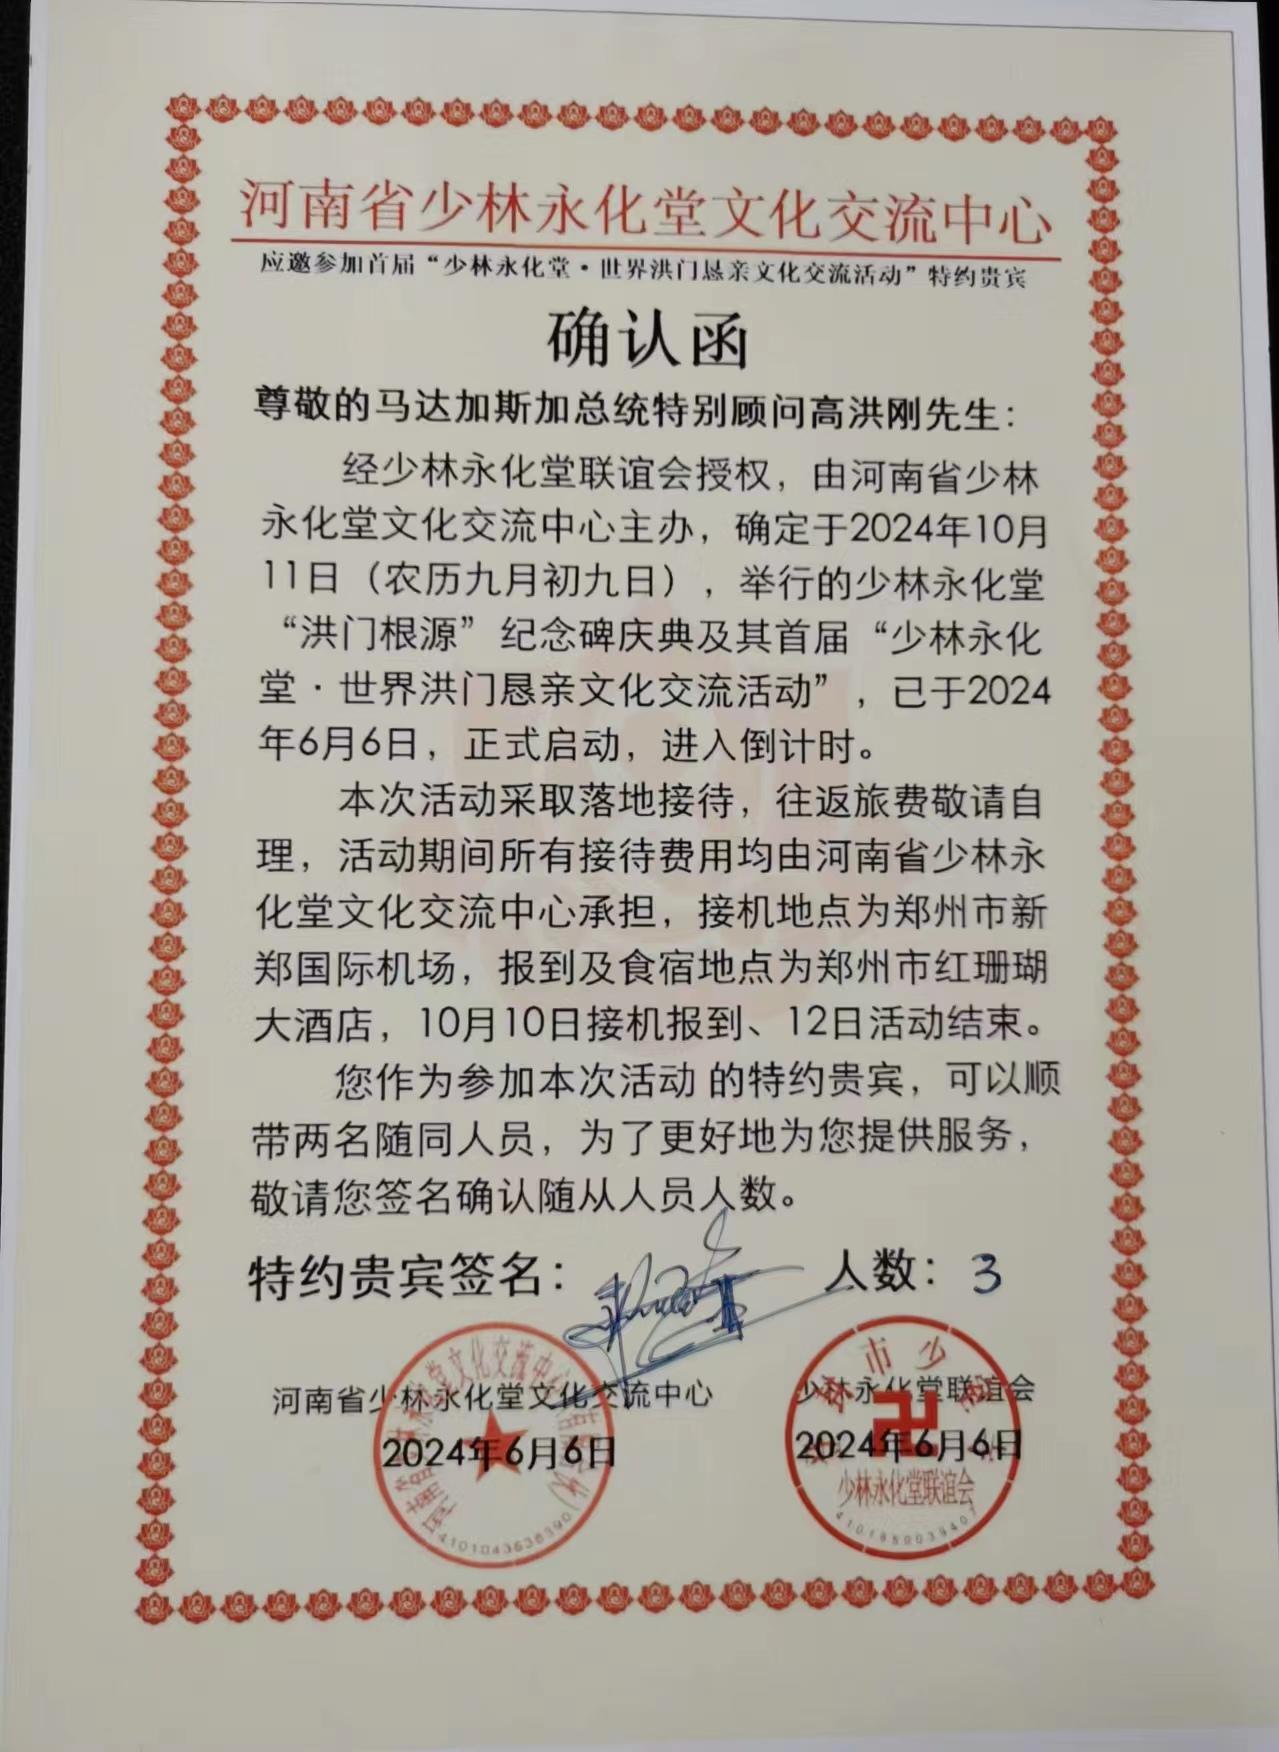 河南省少林永化堂文化交流中心
应邀参加首届“少林永化堂·世界洪门恳亲文化交流活动”特约贵宾
确认函
尊敬的马达加斯加总统特别顾问高洪刚先生：
经少林永化堂联谊会授权，由河南省少林
永化堂文化交流中心主办，确定于2024年10月
11日（农历九月初九日），举行的少林永化堂
“洪门根源”纪念碑庆典及其首届“少林永化
堂·世界洪门恳亲文化交流活动”，已于2024
年6月6日，正式启动，进入倒计时。
本次活动采取落地接待，往返旅费敬请自
理，活动期间所有接待费用均由河南省少林永
化堂文化交流中心承担，接机地点为郑州市新
郑国际机场，报到及食宿地点为郑州市红珊瑚
大酒店，10月10日接机报到、12日活动结束。
您作为参加本次活动 的特约贵宾，可以顺
带两名随同人员，为了更好地为您提供服务，
敬请您签名确认随从人员人数。
特约贵宾签名：
人数：3
河南省少林永化堂文化交流中心
2024年6月6日
少林永化堂联谊会
2024年6月6日
少林永化堂联谊会